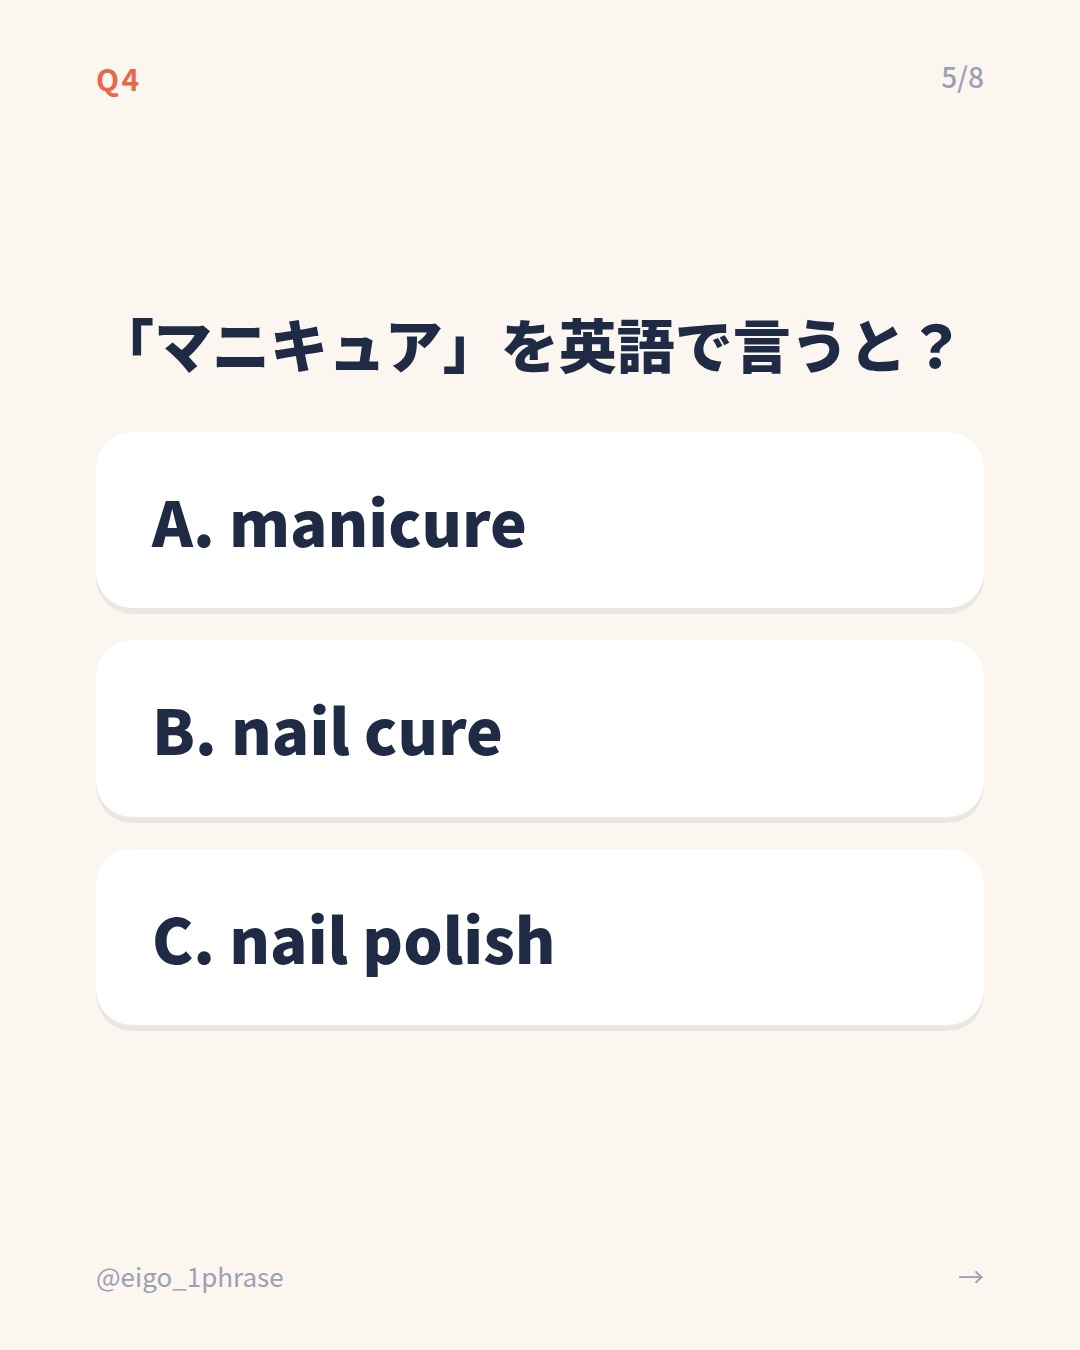 Q4
5/8
「マニキュア」を英語で言うと？
A. manicure
B. nail cure
C. nail polish
@eigo_1phrase
→